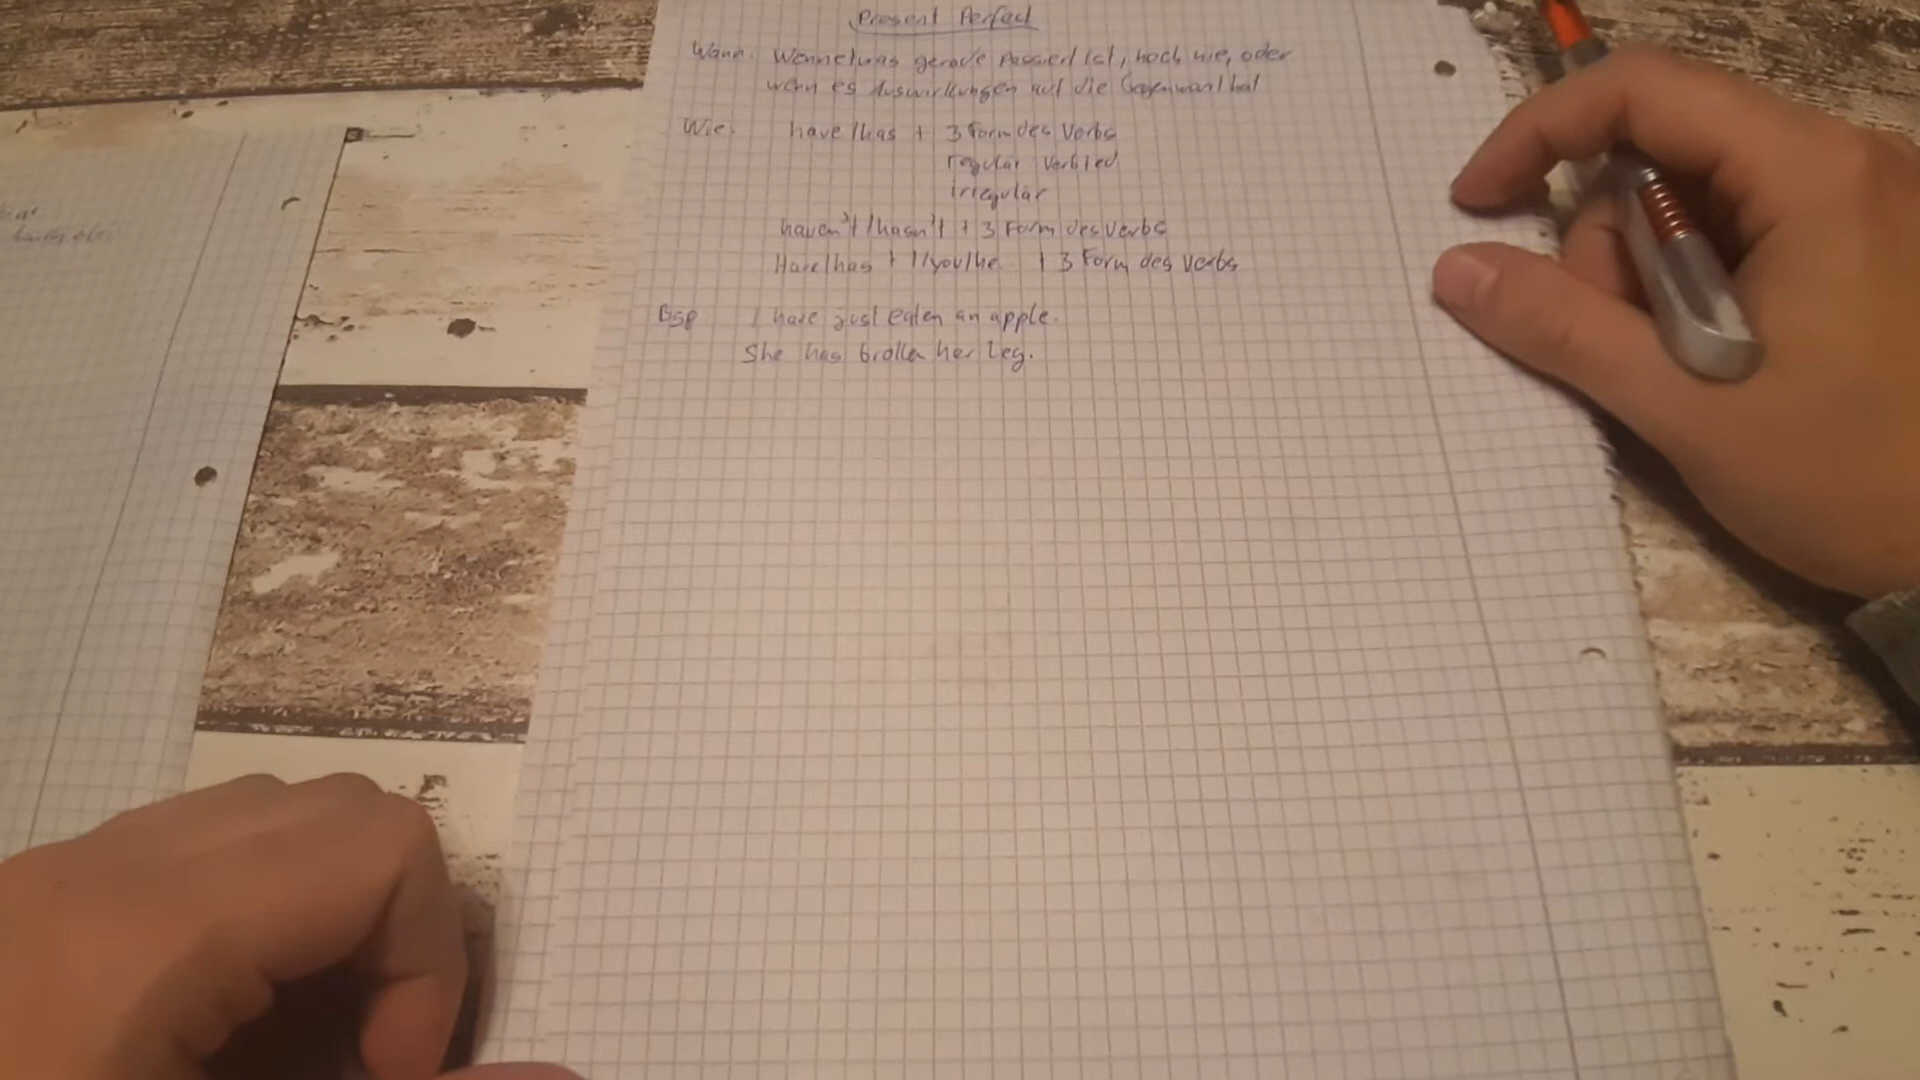 Present Perfect
Wann: Wenn etwas gerade passiert ist, noch nie, oder
wenn es Auswirkungen auf die Gegenwart hat
Wie: have/has + 3 Form des Verbs
regular Verb+ed
irregular
haven't/hasn't + 3 Form des Verbs
Have/has + I/you/he + 3 Form des Verbs
Bsp I have just eaten an apple.
She has broken her Leg.